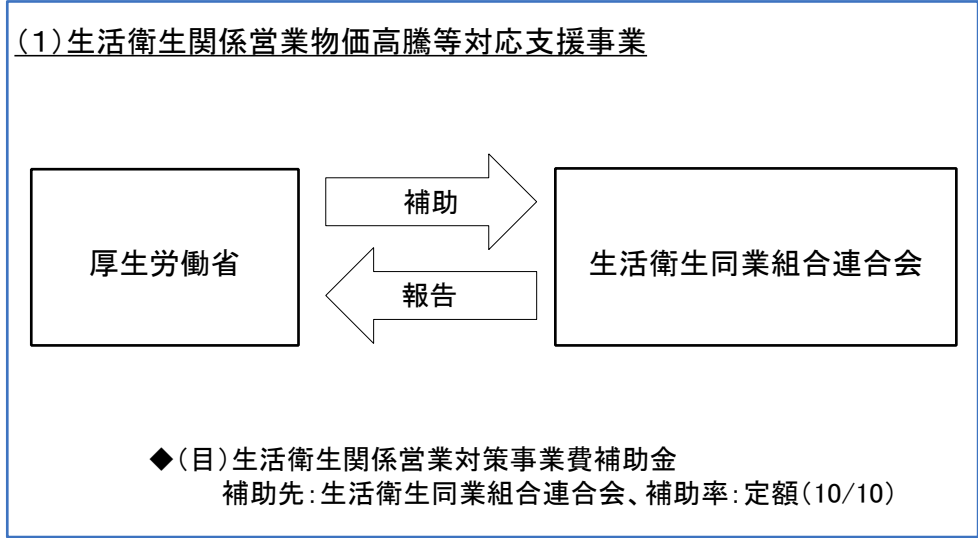 (1)生活衛生関係営業物価高騰等対応支援事業
補助
厚生労働省
生活衛生同業組合連合会
報告
◆(目)生活衛生関係営業対策事業費補助金
補助先:生活衛生同業組合連合会、補助率:定額(10/10)